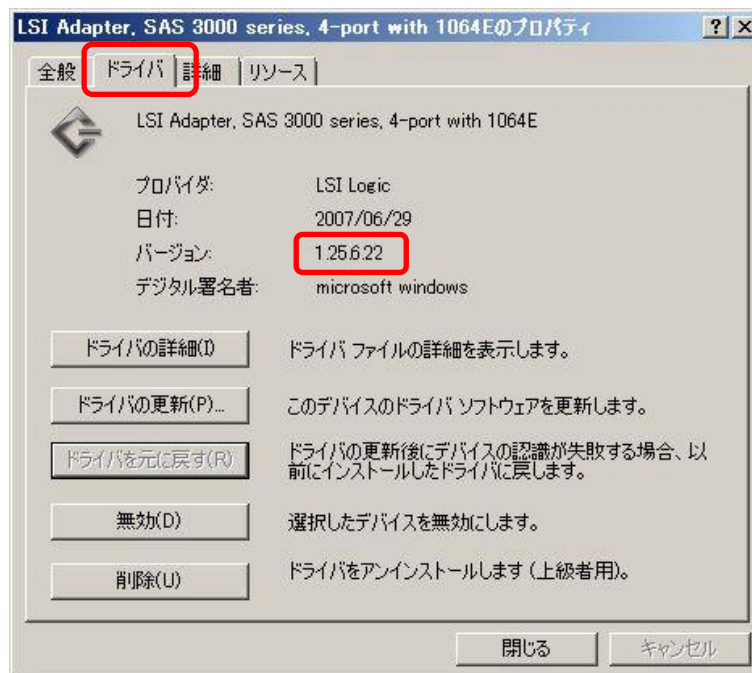 LSI Adapter, SAS 3000 series, 4-port with 1064Eのプロパティ
全般 ドライバ 詳細 リソース
LSI Adapter, SAS 3000 series, 4-port with 1064E
プロバイダ: LSI Logic
日付: 2007/06/29
バージョン: 1.25.6.22
デジタル署名者: microsoft windows
ドライバの詳細(I) ドライバ ファイルの詳細を表示します。
ドライバの更新(P)... このデバイスのドライバ ソフトウェアを更新します。
ドライバを元に戻す(R) ドライバの更新後にデバイスの認識が失敗する場合、以
前にインストールしたドライバに戻します。
無効(D) 選択したデバイスを無効にします。
削除(U) ドライバをアンインストールします (上級者用)。
閉じる キャンセル